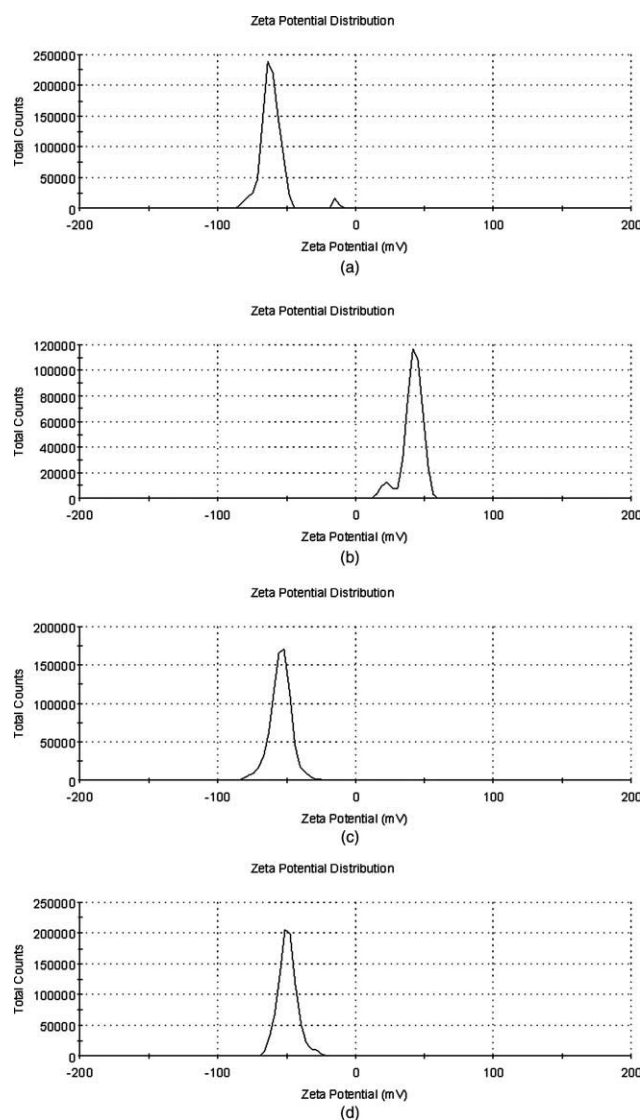 Zeta Potential Distribution
250000
200000
150000
100000
50000
0
Total Counts
-200 -100 0 100 200
Zeta Potential (mV)
(a)
Zeta Potential Distribution
120000
100000
80000
60000
40000
20000
0
Total Counts
-200 -100 0 100 200
Zeta Potential (mV)
(b)
Zeta Potential Distribution
200000
150000
100000
50000
0
Total Counts
-200 -100 0 100 200
Zeta Potential (mV)
(c)
Zeta Potential Distribution
250000
200000
150000
100000
50000
0
Total Counts
-200 -100 0 100 200
Zeta Potential (mV)
(d)